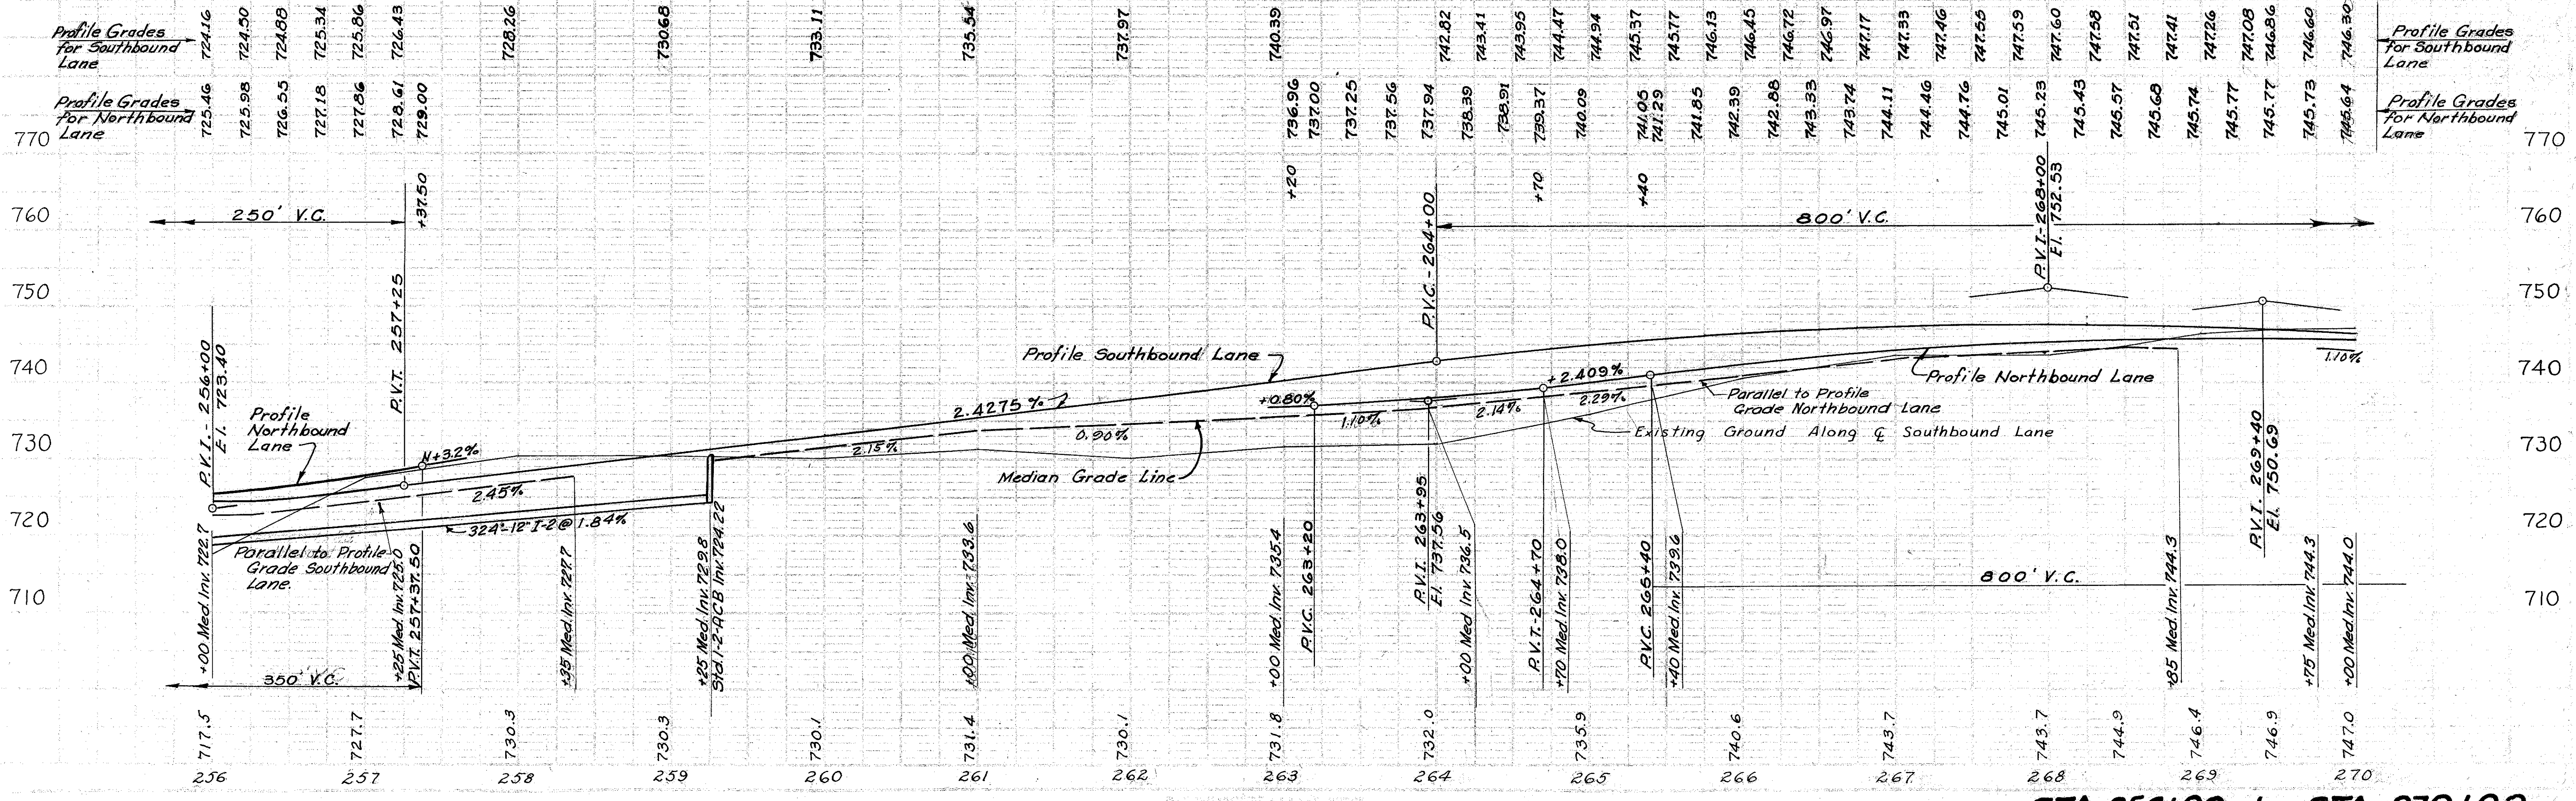 Profile Grades
for Southbound
Lane
724.16 724.50 724.88 725.34 725.86 726.43 728.26 730.68 733.11 735.54 737.97 740.39 742.82 743.41 743.95 744.47 744.94 745.37 745.77 746.13 746.45 746.72 746.97 747.17 747.33 747.46 747.55 747.59 747.60 747.58 747.51 747.41 747.26 747.08 746.86 746.60 746.30
Profile Grades
for Southbound
Lane
Profile Grades
for Northbound
Lane
725.46 725.98 726.55 727.18 727.86 728.61 729.00 736.96 737.00 737.25 737.56 737.94 738.39 738.91 739.37 740.09 741.05 741.29 741.85 742.39 742.88 743.33 743.74 744.11 744.46 744.76 745.01 745.23 745.43 745.57 745.68 745.74 745.77 745.77 745.73 745.64
Profile Grades
for Northbound
Lane
770 770
+37.50 +20 +70 +40
760 760
250' V.C.
800' V.C.
P.V.I.-268+00
El. 752.53
750 750
P.V.I.- 256+00
El. 723.40
P.V.T. 257+25
P.V.C.-264+00
740 740
Profile Southbound Lane
2.4275%
+0.80%
1.10%
2.14%
+2.409%
2.29%
Profile Northbound Lane
Parallel to Profile
Grade Northbound Lane
Existing Ground Along ℄ Southbound Lane
1.10%
P.V.I. 269+40
El. 750.69
730 730
Profile
Northbound
Lane
N+3.2%
2.45%
2.15%
0.90%
Median Grade Line
720 720
324'-12" I-2 @ 1.84%
Parallel to Profile
Grade Southbound
Lane.
710 710
+00 Med. Inv. 722.7
+25 Med. Inv. 725.0
P.V.T. 257+37.50
+35 Med. Inv. 727.7
+25 Med. Inv. 729.8
Std. I-2-ACB Inv. 724.22
+00 Med. Inv. 733.6
+00 Med. Inv. 735.4
P.V.C. 263+20
P.V.I. 263+95
El. 737.56
+00 Med. Inv. 736.5
P.V.T.-264+70
+70 Med. Inv. 738.0
P.V.C. 265+40
+40 Med. Inv. 739.6
800' V.C.
+85 Med. Inv. 744.3
+75 Med. Inv. 744.3
+00 Med. Inv. 744.0
350' V.C.
717.5 727.7 730.3 730.3 730.1 731.4 730.1 731.8 732.0 735.9 740.6 743.7 743.7 744.9 746.4 746.9 747.0
256 257 258 259 260 261 262 263 264 265 266 267 268 269 270